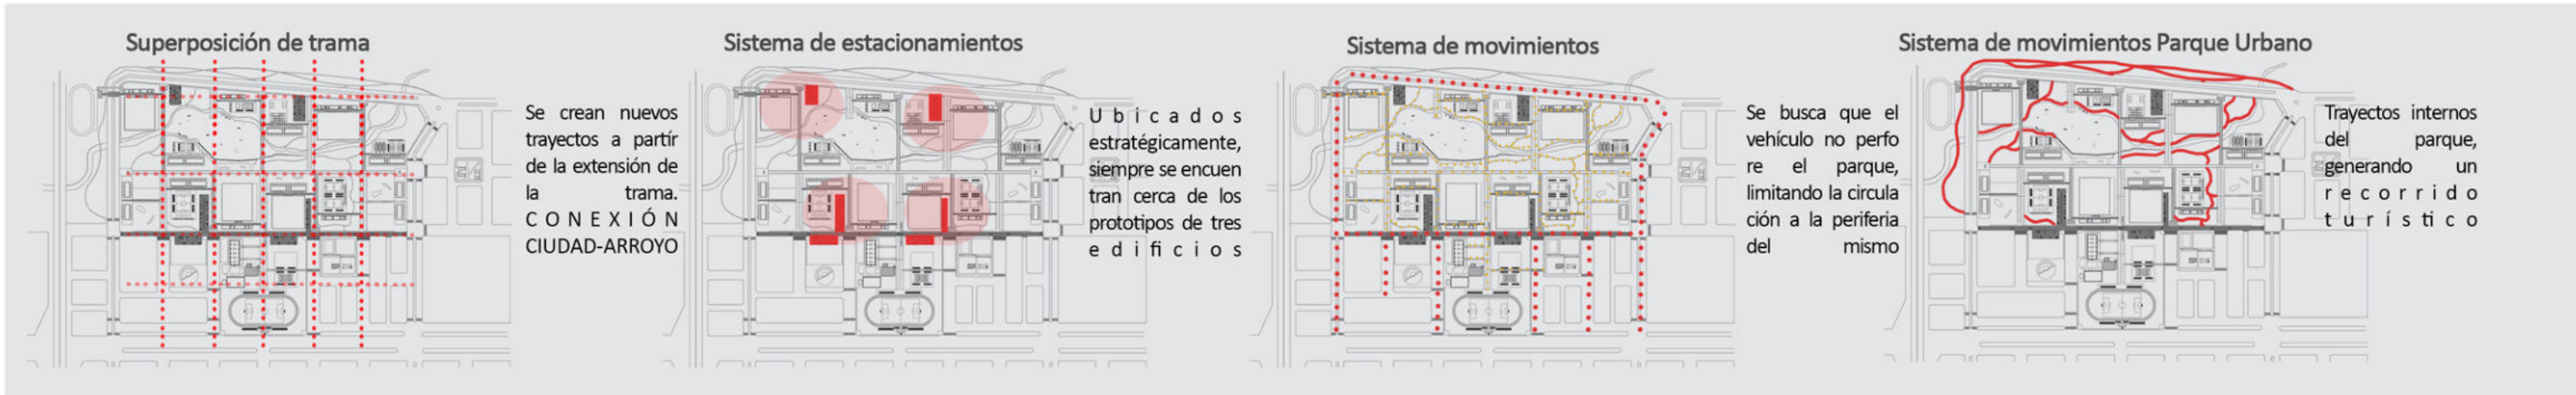 Superposición de trama
Se crean nuevos
trayectos a partír
de la extensión de
la trama.
CONEXIÓN
CIUDAD-ARROYO
Sistema de estacionamientos
Ubicados
estratégicamente,
siempre se encuen
tran cerca de los
prototipos de tres
edificios
Sistema de movimientos
Se busca que el
vehículo no perfo
re el parque,
limitando la circula
ción a la periferia
del mismo
Sistema de movimientos Parque Urbano
Trayectos internos
del parque,
generando un
recorrido
turístico